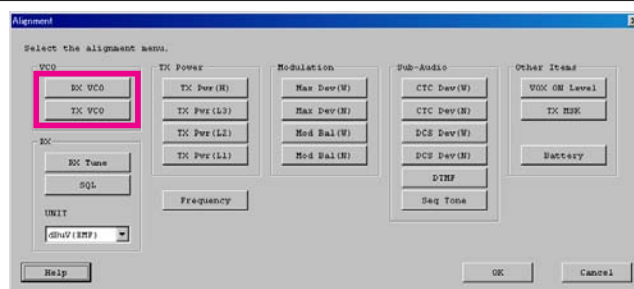 Alignment
Select the alignment menu.
VCO
RX VCO
TX VCO
RX
RX Tune
SQL
UNIT
dBuV(EMF)
TX Power
TX Pwr(H)
TX Pwr(L3)
TX Pwr(L2)
TX Pwr(L1)
Frequency
Modulation
Max Dev(W)
Max Dev(N)
Mod Bal(W)
Mod Bal(N)
Sub-Audio
CTC Dev(W)
CTC Dev(N)
DCS Dev(W)
DCS Dev(N)
DTMF
Seq Tone
Other Items
VOX ON Level
TX MSK
Battery
Help
OK
Cancel